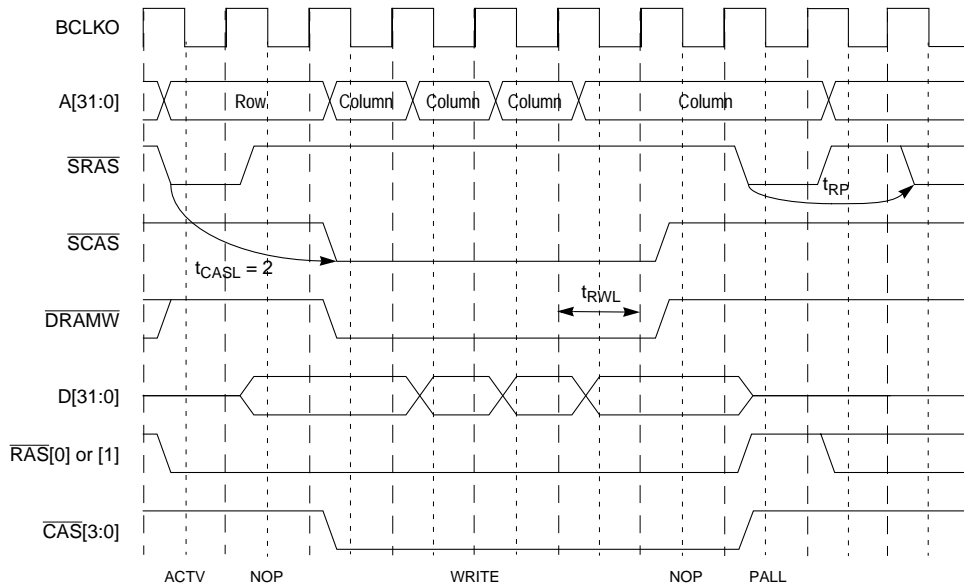 BCLKO
A[31:0] Row Column Column Column Column
SRAS
tRP
SCAS
tCASL = 2
tRWL
DRAMW
D[31:0]
RAS[0] or [1]
CAS[3:0]
ACTV NOP WRITE NOP PALL